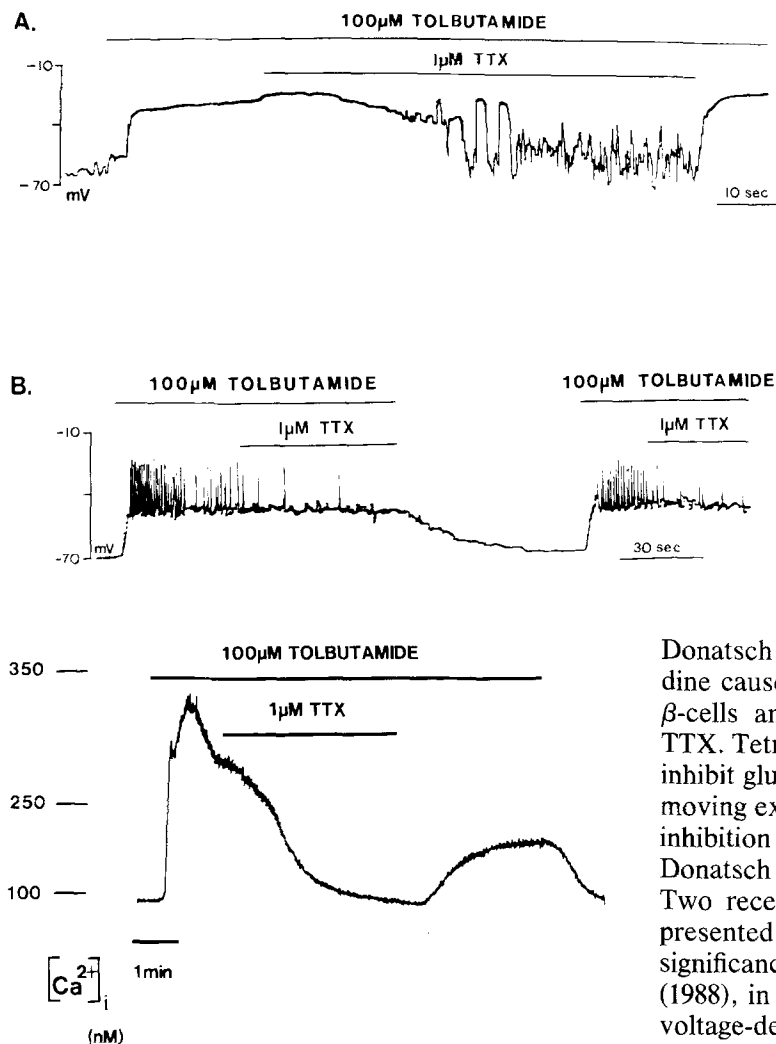 A.
100μM TOLBUTAMIDE
1μM TTX
-10
-70
mV
10 sec
B.
100μM TOLBUTAMIDE
100μM TOLBUTAMIDE
1μM TTX
1μM TTX
-10
-70
mV
30 sec
100μM TOLBUTAMIDE
1μM TTX
350
250
100
1min
[Ca2+]i
(nM)
Donatsch
dine cause
β-cells an
TTX. Tetr
inhibit glu
moving ex
inhibition
Donatsch
Two rece
presented
significanc
(1988), in
voltage-de